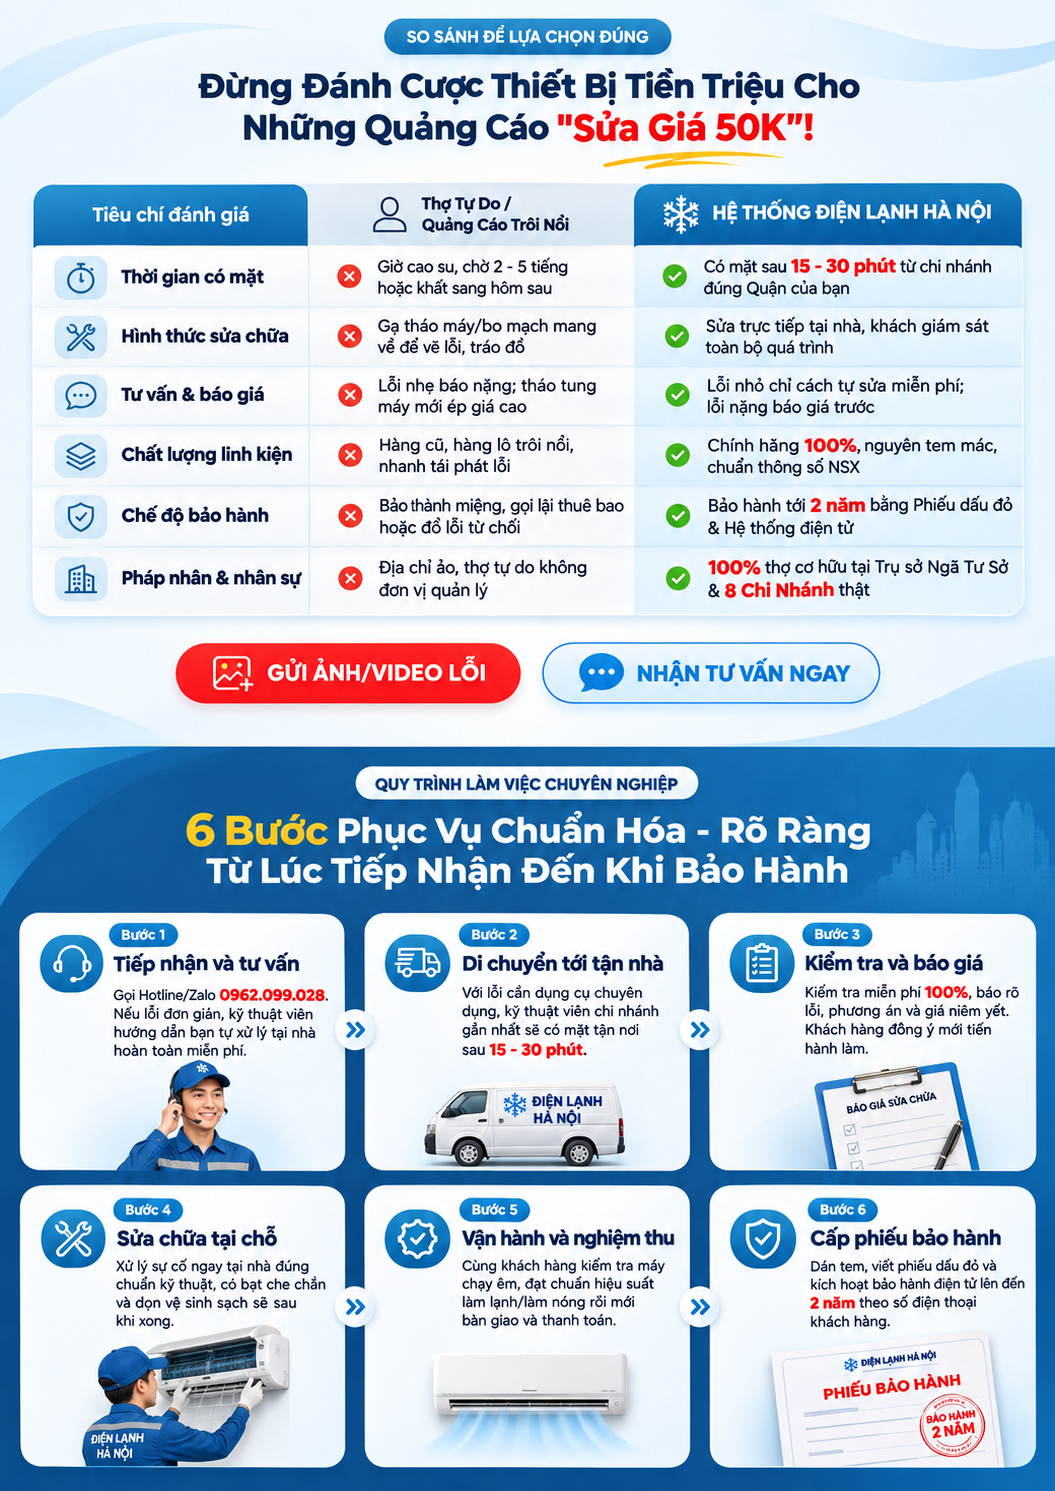 SO SÁNH ĐỂ LỰA CHỌN ĐÚNG
Đừng Đánh Cược Thiết Bị Tiền Triệu Cho
Những Quảng Cáo "Sửa Giá 50K"!
Tiêu chí đánh giá
Thợ Tự Do /
Quảng Cáo Trôi Nổi
HỆ THỐNG ĐIỆN LẠNH HÀ NỘI
Thời gian có mặt
Giờ cao su, chờ 2 - 5 tiếng
hoặc khất sang hôm sau
Có mặt sau 15 - 30 phút từ chi nhánh
đúng Quận của bạn
Hình thức sửa chữa
Gạ tháo máy/bo mạch mang
về để vẽ lỗi, tráo đồ
Sửa trực tiếp tại nhà, khách giám sát
toàn bộ quá trình
Tư vấn & báo giá
Lỗi nhẹ báo nặng; tháo tung
máy mới ép giá cao
Lỗi nhỏ chỉ cách tự sửa miễn phí;
lỗi nặng báo giá trước
Chất lượng linh kiện
Hàng cũ, hàng lô trôi nổi,
nhanh tái phát lỗi
Chính hãng 100%, nguyên tem mác,
chuẩn thông số NSX
Chế độ bảo hành
Bảo thành miệng, gọi lại thuê bao
hoặc đổ lỗi từ chối
Bảo hành tới 2 năm bằng Phiếu dấu đỏ
& Hệ thống điện tử
Pháp nhân & nhân sự
Địa chỉ ảo, thợ tự do không
đơn vị quản lý
100% thợ cơ hữu tại Trụ sở Ngã Tư Sở
& 8 Chi Nhánh thật
GỬI ẢNH/VIDEO LỖI
NHẬN TƯ VẤN NGAY
QUY TRÌNH LÀM VIỆC CHUYÊN NGHIỆP
6 Bước Phục Vụ Chuẩn Hóa - Rõ Ràng
Từ Lúc Tiếp Nhận Đến Khi Bảo Hành
Bước 1
Tiếp nhận và tư vấn
Gọi Hotline/Zalo 0962.099.028.
Nếu lỗi đơn giản, kỹ thuật viên
hướng dẫn bạn tự xử lý tại nhà
hoàn toàn miễn phí.
Bước 2
Di chuyển tới tận nhà
Với lỗi cần dụng cụ chuyên
dụng, kỹ thuật viên chi nhánh
gần nhất sẽ có mặt tận nơi
sau 15 - 30 phút.
ĐIỆN LẠNH
HÀ NỘI
Bước 3
Kiểm tra và báo giá
Kiểm tra miễn phí 100%, báo rõ
lỗi, phương án và giá niêm yết.
Khách hàng đồng ý mới tiến
hành làm.
BÁO GIÁ SỬA CHỮA
Bước 4
Sửa chữa tại chỗ
Xử lý sự cố ngay tại nhà đúng
chuẩn kỹ thuật, có bạt che chắn
và dọn vệ sinh sạch sẽ sau
khi xong.
ĐIỆN LẠNH
HÀ NỘI
Bước 5
Vận hành và nghiệm thu
Cùng khách hàng kiểm tra máy
chạy êm, đạt chuẩn hiệu suất
làm lạnh/làm nóng rồi mới
bàn giao và thanh toán.
Bước 6
Cấp phiếu bảo hành
Dán tem, viết phiếu dấu đỏ và
kích hoạt bảo hành điện tử lên đến
2 năm theo số điện thoại
khách hàng.
ĐIỆN LẠNH HÀ NỘI
PHIẾU BẢO HÀNH
BẢO HÀNH
2 NĂM